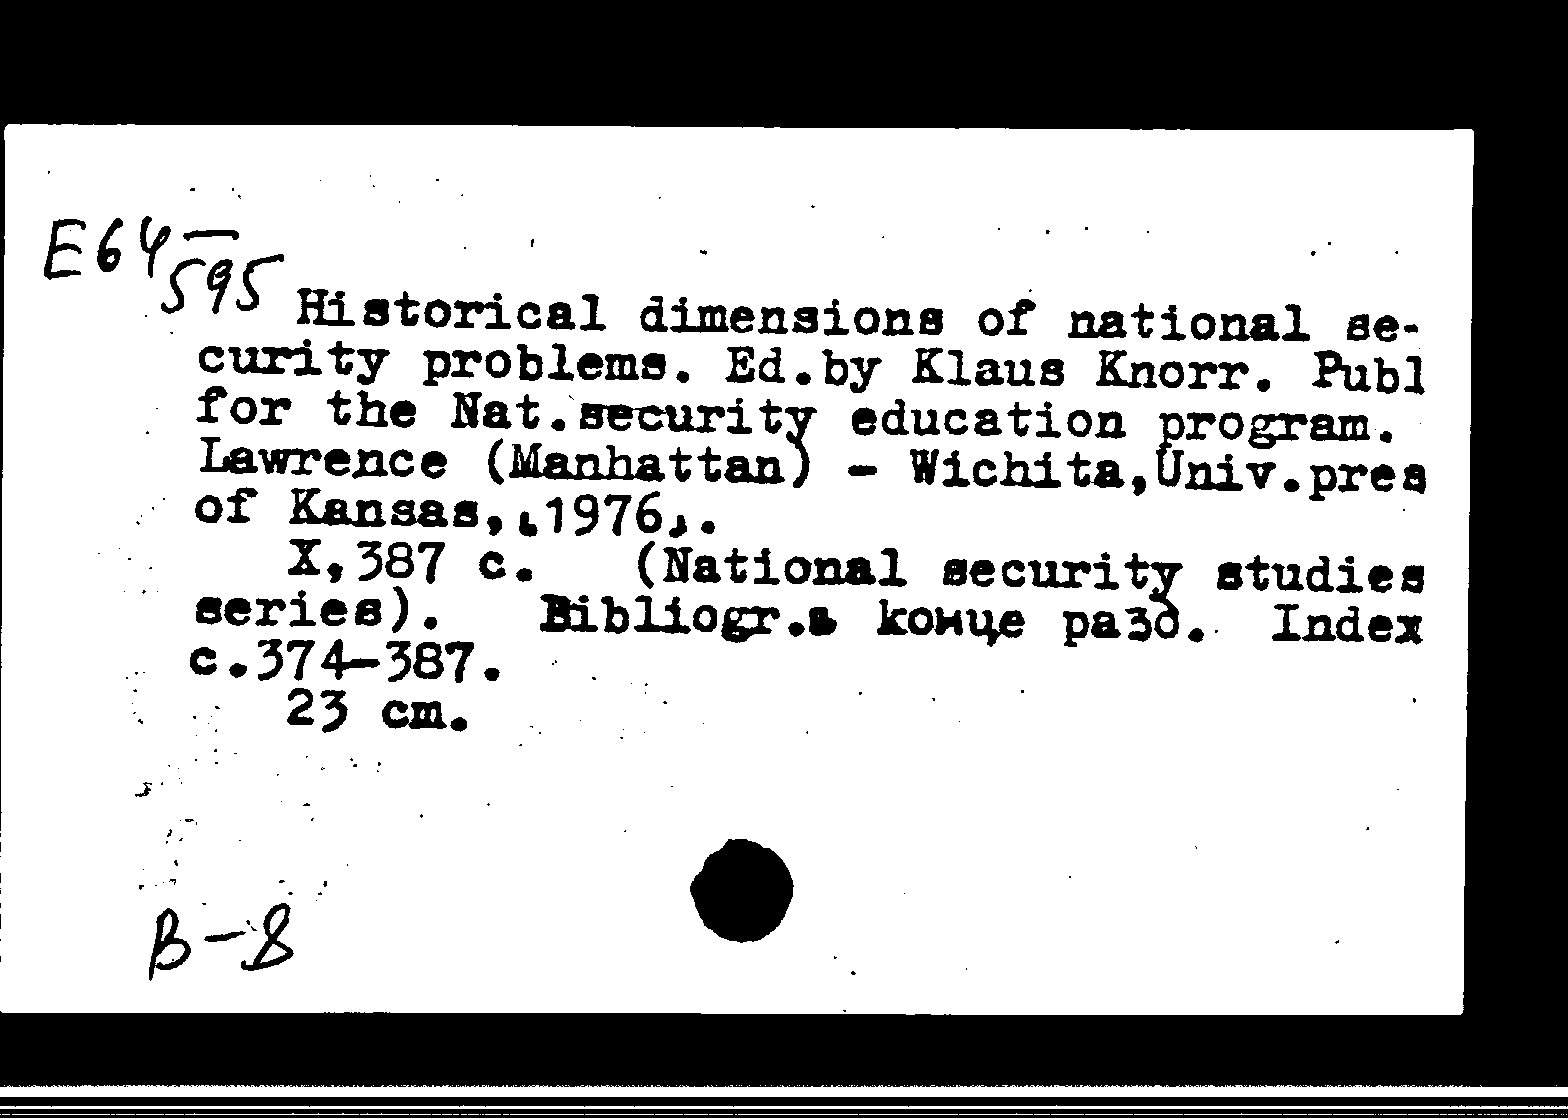 E64—
595
Historical dimensions of national se-
curity problems. Ed.by Klaus Knorr. Publ
for the Nat.security education program.
Lawrence (Manhattan) - Wichita,Univ.pres
of Kansas,[1976].
X,387 c. (National security studies
series). Bibliogr.в конце разд. Index
c.374-387.
23 cm.
B-8